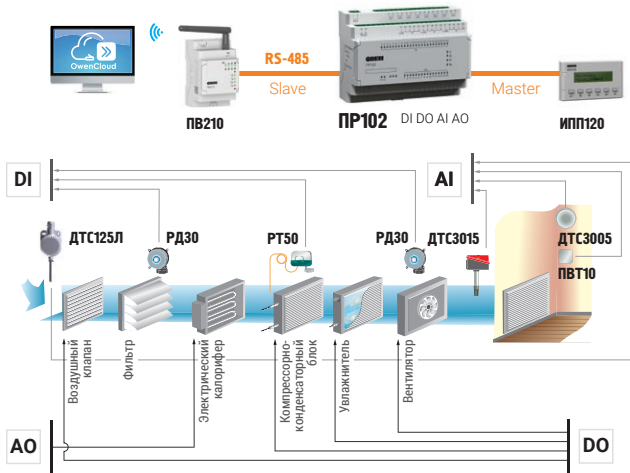 OwenCloud
RS-485
Slave
Master
ПВ210
ПР102 DI DO AI AO
ИПП120
DI
AI
ДТС125Л
РД30
РТ50
РД30
ДТС3015
ДТС3005
ПВТ10
Воздушный
клапан
Фильтр
Электрический
калорифер
Компрессорно-
конденсаторный
блок
Увлажнитель
Вентилятор
AO
DO